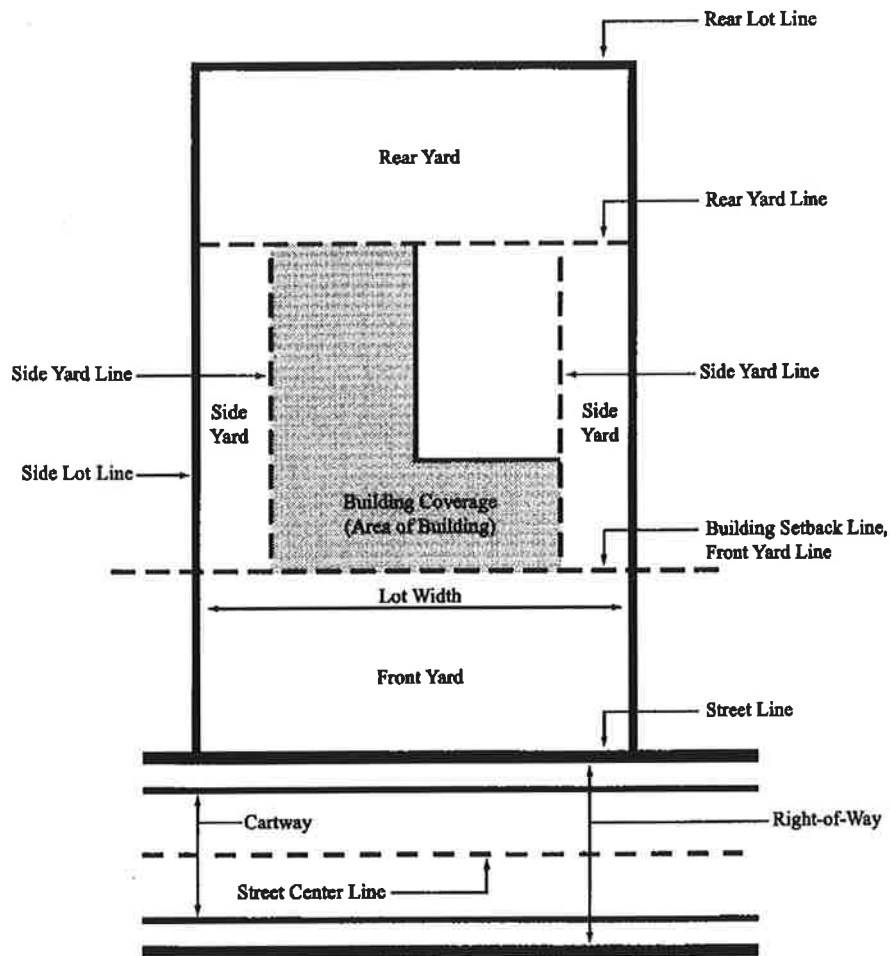 Rear Lot Line
Rear Yard
Rear Yard Line
Side Yard Line
Side Yard Line
Side
Yard
Side
Yard
Side Lot Line
Building Coverage
(Area of Building)
Building Setback Line,
Front Yard Line
Lot Width
Front Yard
Street Line
Cartway
Right-of-Way
Street Center Line